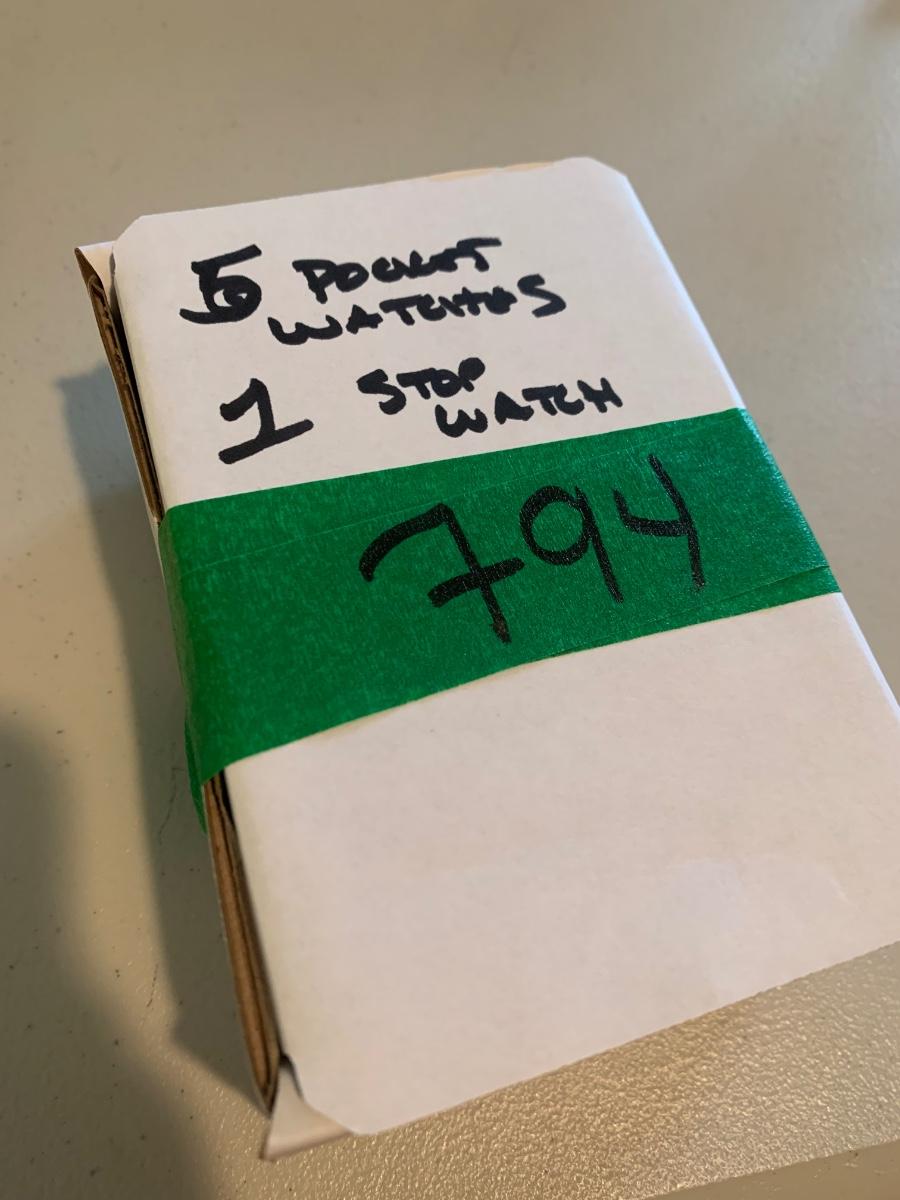 5 POCKET
WATCHES
1 STOP
WATCH
794